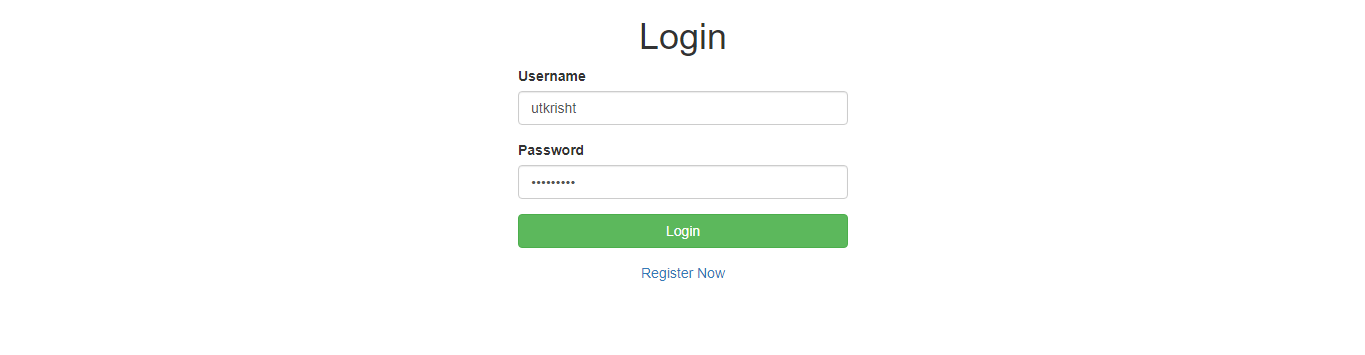 Login
Username
utkrisht
Password
•••••••••
Login
Register Now